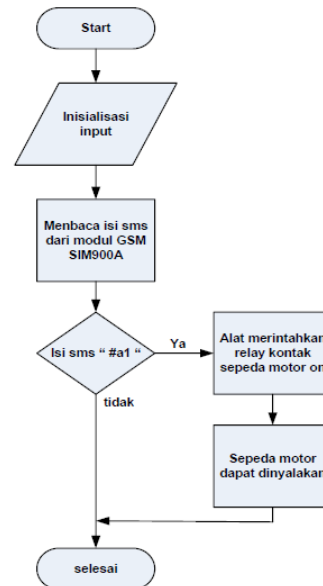 Start
Inisialisasi
input
Menbaca isi sms
dari modul GSM
SIM900A
Isi sms “ #a1 “
Ya
tidak
Alat merintahkan
relay kontak
sepeda motor on
Sepeda motor
dapat dinyalakan
selesai